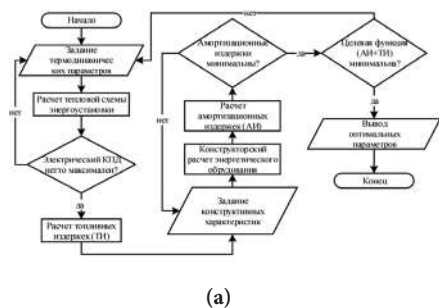 Начало
Задание
термодинамичес
ких параметров
нет
Расчет тепловой схемы
энергоустановки
Электрический КПД
нетто максимален?
да
Расчет топливных
издержек (ТИ)
Амортизационные
издержки
минимальны?
да
нет
Расчет
амортизационных
издержек (АИ)
Конструкторский
расчет энергетического
оборудования
Задание
конструктивных
характеристик
нет
Целевая функция
(АИ+ТИ)
минимальна?
да
Вывод
оптимальных
параметров
Конец
(а)